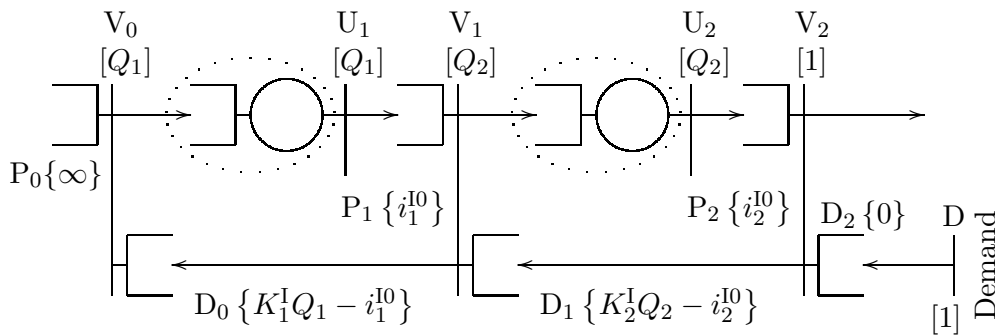 V₀ U₁ V₁ U₂ V₂
[Q₁] [Q₁] [Q₂] [Q₂] [1]
P₀{∞}
P₁ {i₁ᴵ⁰} P₂ {i₂ᴵ⁰} D₂ {0} D
D₀ {K₁ᴵQ₁ − i₁ᴵ⁰} D₁ {K₂ᴵQ₂ − i₂ᴵ⁰}
[1]
Demand